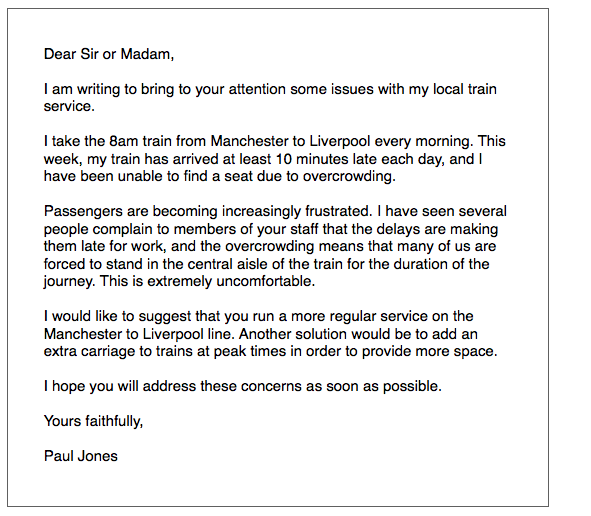 Dear Sir or Madam,
I am writing to bring to your attention some issues with my local train
service.
I take the 8am train from Manchester to Liverpool every morning. This
week, my train has arrived at least 10 minutes late each day, and I
have been unable to find a seat due to overcrowding.
Passengers are becoming increasingly frustrated. I have seen several
people complain to members of your staff that the delays are making
them late for work, and the overcrowding means that many of us are
forced to stand in the central aisle of the train for the duration of the
journey. This is extremely uncomfortable.
I would like to suggest that you run a more regular service on the
Manchester to Liverpool line. Another solution would be to add an
extra carriage to trains at peak times in order to provide more space.
I hope you will address these concerns as soon as possible.
Yours faithfully,
Paul Jones